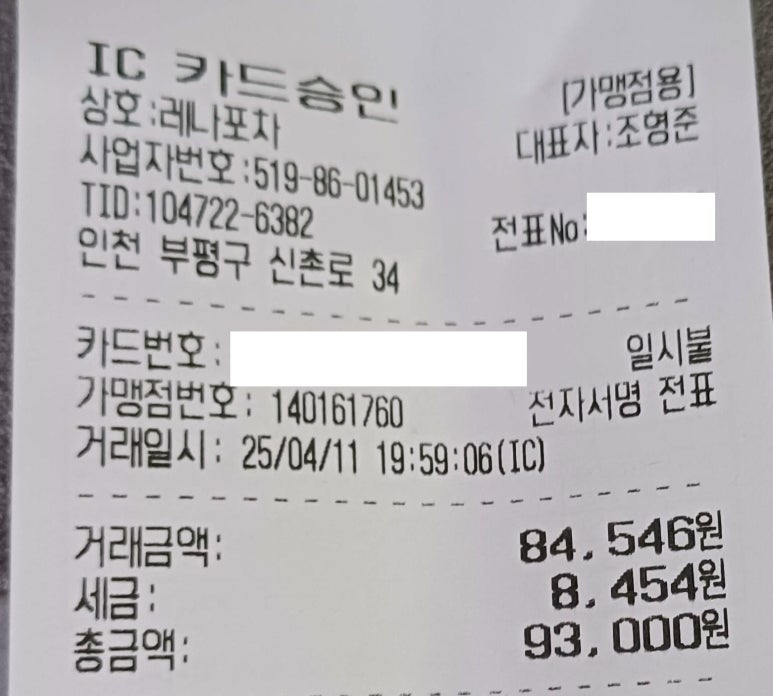 IC 카드승인
[가맹점용]
상호:레나포차
대표자:조형준
사업자번호:519-86-01453
TID:104722-6382
전표No:
인천 부평구 신촌로 34
카드번호:
일시불
가맹점번호: 140161760
전자서명 전표
거래일시: 25/04/11 19:59:06(IC)
거래금액: 84,546원
세금: 8,454원
총금액: 93,000원